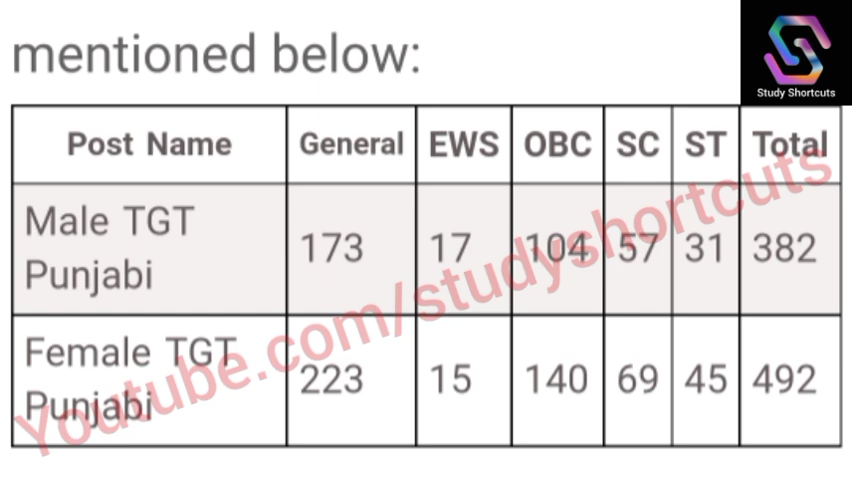 Study Shortcuts
mentioned below:
Post Name General EWS OBC SC ST Total
Male TGT
Punjabi
173 17 104 57 31 382
Female TGT
Punjabi
223 15 140 69 45 492
Youtube.com/studyshortcuts